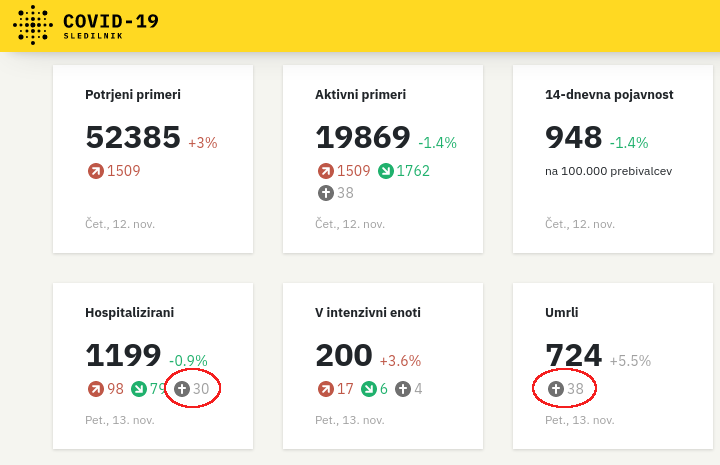 COVID-19
SLEDILNIK
Potrjeni primeri
52385 +3%
1509
Čet., 12. nov.
Aktivni primeri
19869 -1.4%
1509 1762
38
Čet., 12. nov.
14-dnevna pojavnost
948 -1.4%
na 100.000 prebivalcev
Čet., 12. nov.
Hospitalizirani
1199 -0.9%
98 79 30
Pet., 13. nov.
V intenzivni enoti
200 +3.6%
17 6 4
Pet., 13. nov.
Umrli
724 +5.5%
38
Pet., 13. nov.